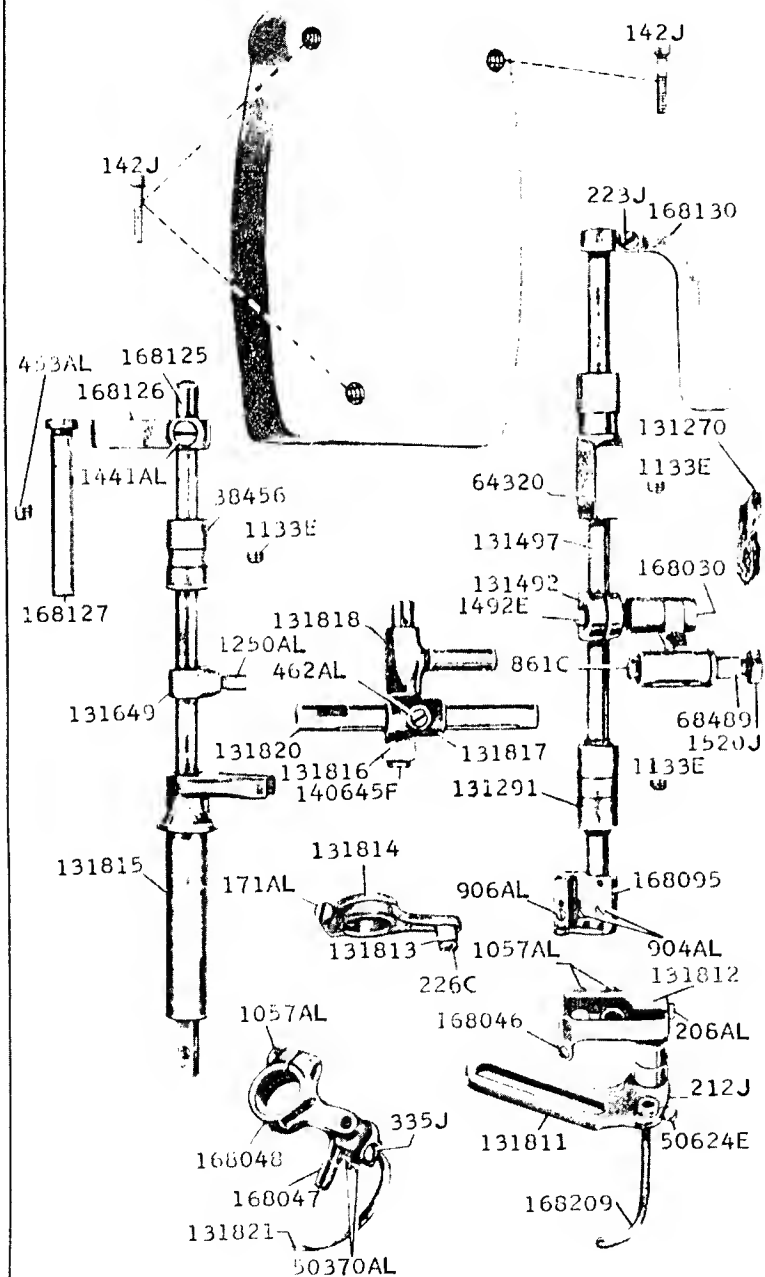 142J
142J
223J
168130
168125
453AL
168126
131270
1441AL
38456
1133E
64320
1133E
131497
131492
168030
1492E
168127
131818
1250AL
462AL
861C
131649
68489
131820
131817
1520J
131816
1133E
140645F
131291
131814
131815
171AL
906AL
168095
131813
904AL
226C
1057AL
131812
1057AL
168046
206AL
212J
335J
131811
50624E
168048
168047
168209
131821
50370AL